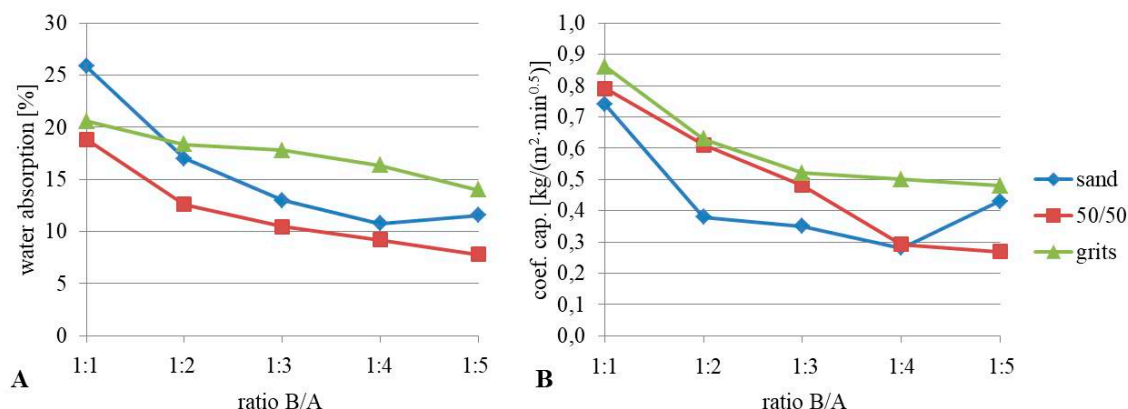 30
25
20
15
10
5
0
water absorption [%]
1:1 1:2 1:3 1:4 1:5
A
ratio B/A
1,0
0,9
0,8
0,7
0,6
0,5
0,4
0,3
0,2
0,1
0,0
coef. cap. [kg/(m²·min⁰·⁵)]
1:1 1:2 1:3 1:4 1:5
B
ratio B/A
sand
50/50
grits